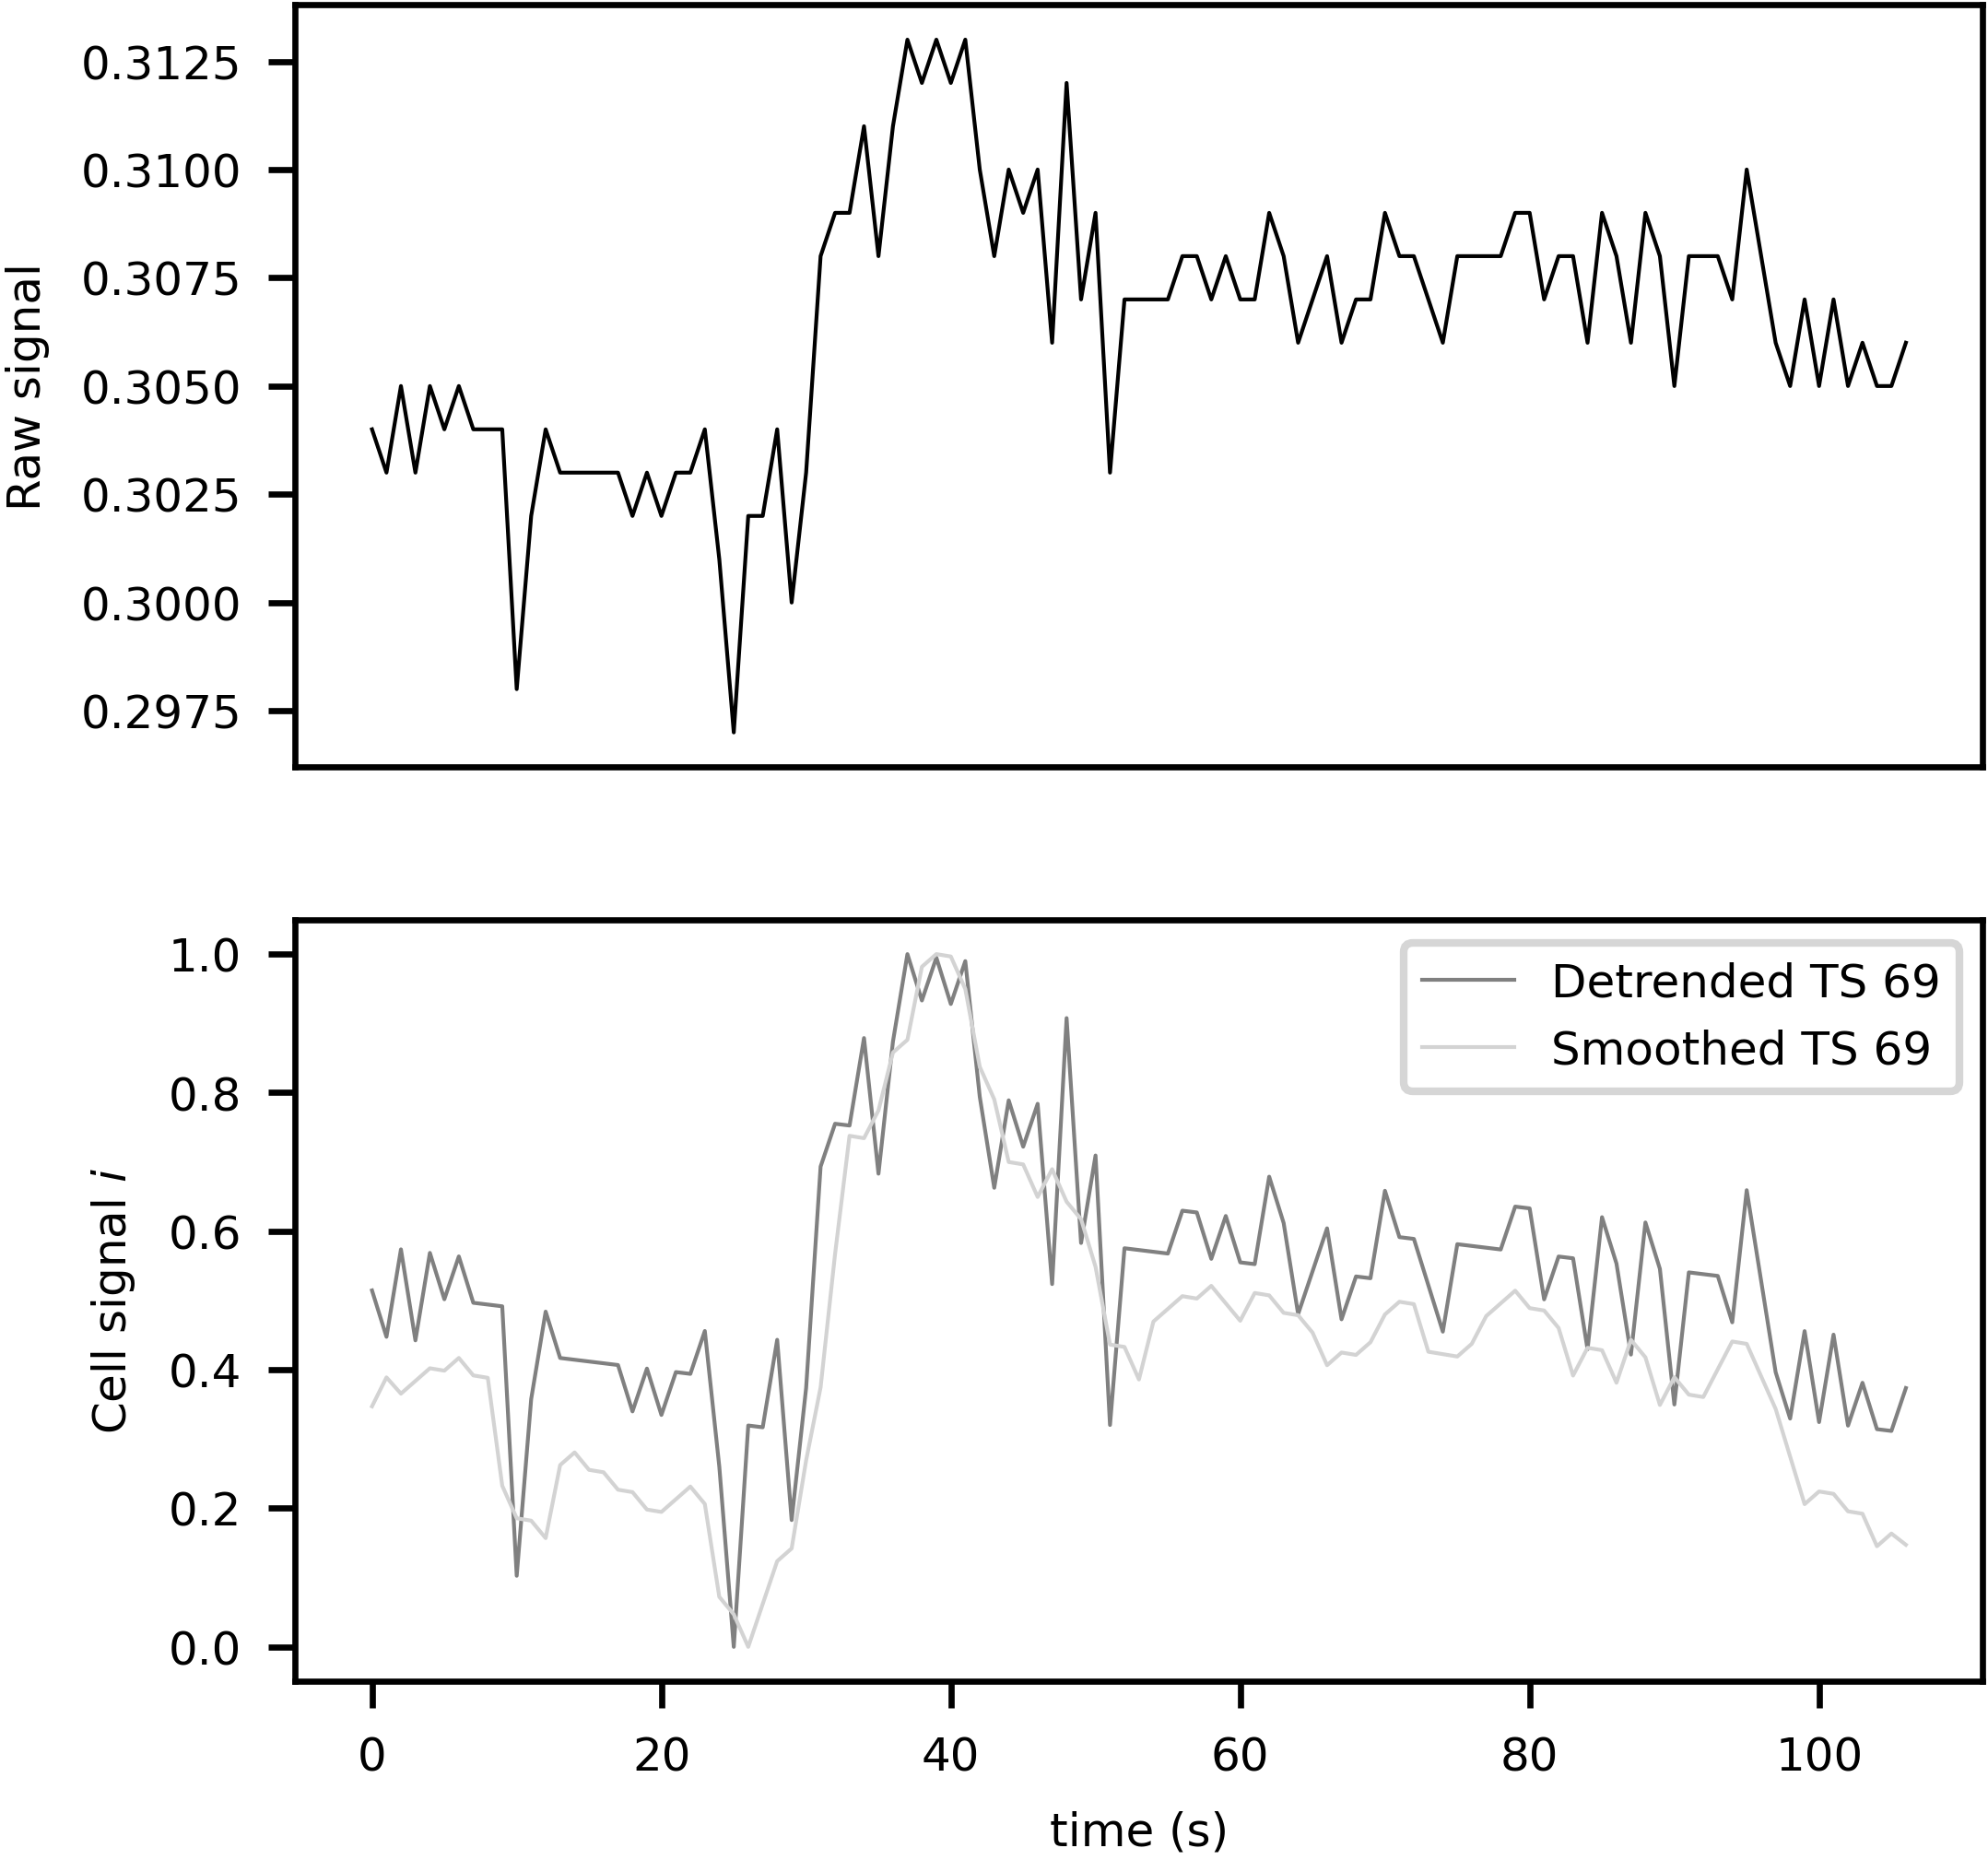 Raw signal
0.3125
0.3100
0.3075
0.3050
0.3025
0.3000
0.2975
Cell signal i
1.0
0.8
0.6
0.4
0.2
0.0
Detrended TS 69
Smoothed TS 69
0 20 40 60 80 100
time (s)